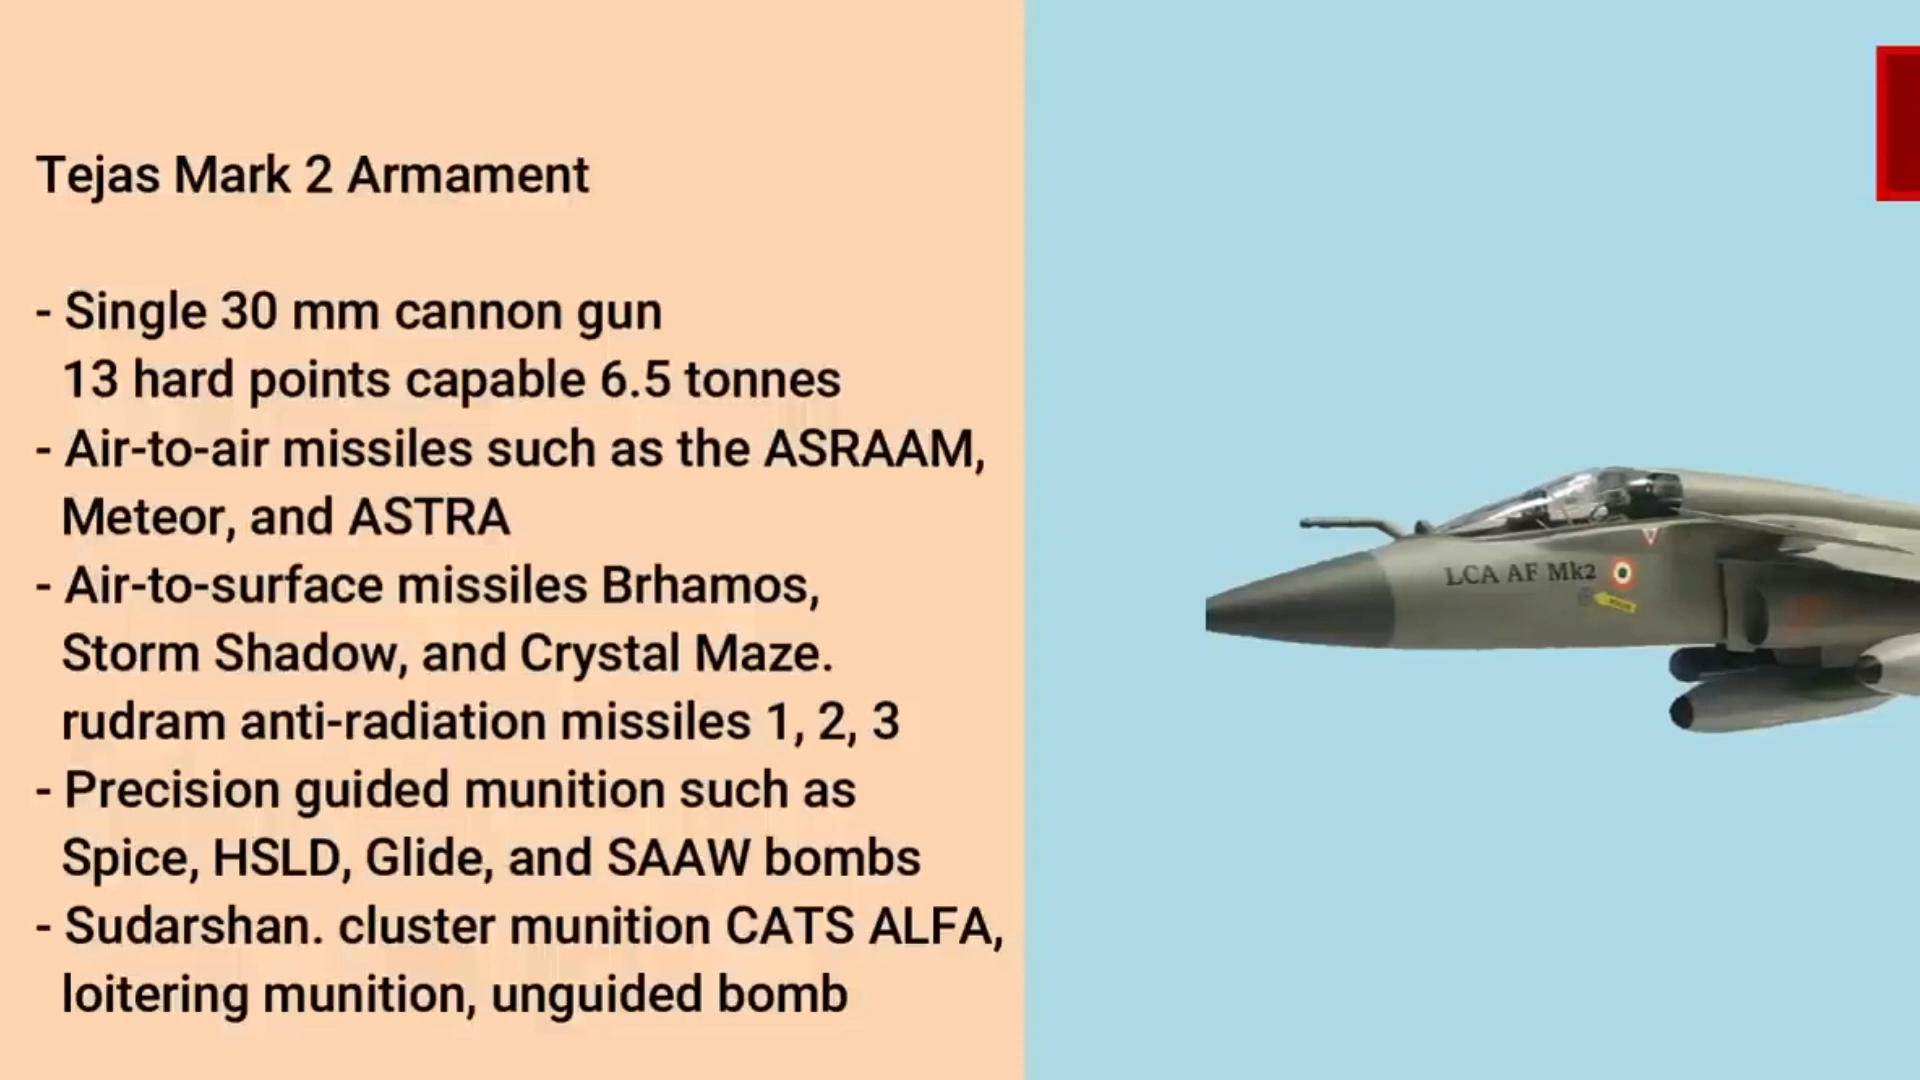 Tejas Mark 2 Armament
- Single 30 mm cannon gun
13 hard points capable 6.5 tonnes
- Air-to-air missiles such as the ASRAAM,
Meteor, and ASTRA
- Air-to-surface missiles Brhamos,
Storm Shadow, and Crystal Maze.
rudram anti-radiation missiles 1, 2, 3
- Precision guided munition such as
Spice, HSLD, Glide, and SAAW bombs
- Sudarshan. cluster munition CATS ALFA,
loitering munition, unguided bomb
LCA AF Mk2